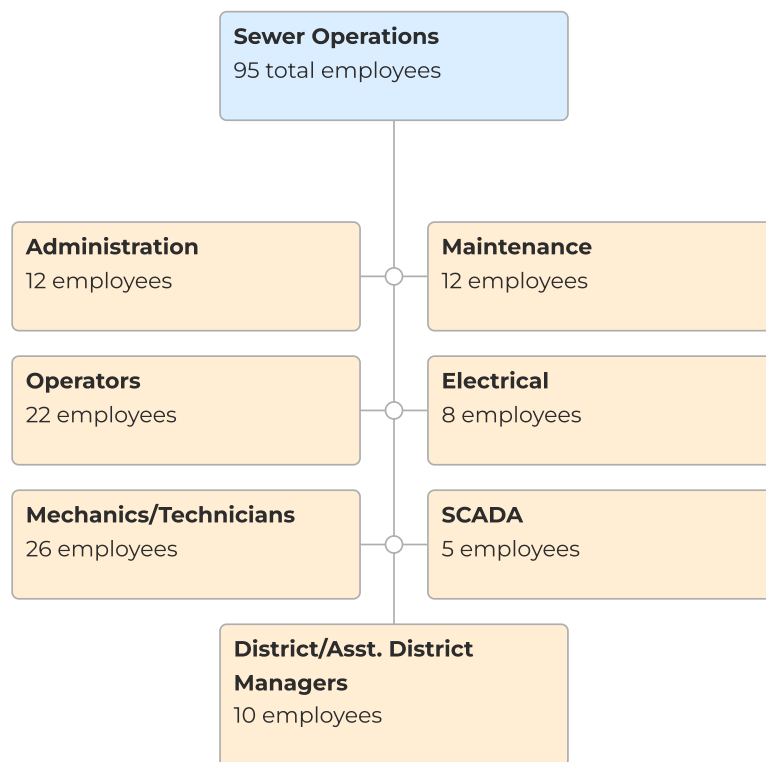 Sewer Operations
95 total employees
Administration
12 employees
Maintenance
12 employees
Operators
22 employees
Electrical
8 employees
Mechanics/Technicians
26 employees
SCADA
5 employees
District/Asst. District
Managers
10 employees